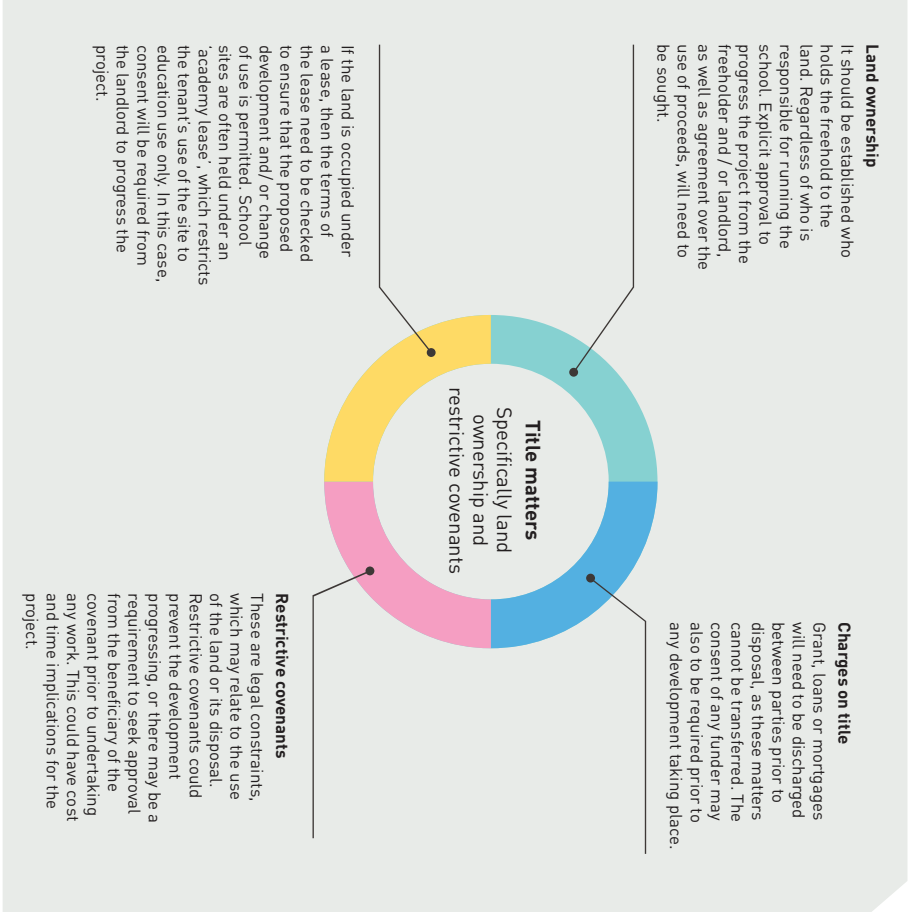 Land ownership
It should be established who
holds the freehold to the
land. Regardless of who is
responsible for running the
school. Explicit approval to
progress the project from the
freeholder and / or landlord,
as well as agreement over the
use of proceeds, will need to
be sought.
If the land is occupied under
a lease, then the terms of
the lease need to be checked
to ensure that the proposed
development and/ or change
of use is permitted. School
sites are often held under an
'academy lease', which restricts
the tenant's use of the site to
education use only. In this case,
consent will be required from
the landlord to progress the
project.
Title matters
Specifically land
ownership and
restrictive covenants
Charges on title
Grant, loans or mortgages
will need to be discharged
between parties prior to
disposal, as these matters
cannot be transferred. The
consent of any funder may
also to be required prior to
any development taking place.
Restrictive covenants
These are legal constraints,
which may relate to the use
of the land or its disposal.
Restrictive covenants could
prevent the development
progressing, or there may be a
requirement to seek approval
from the beneficiary of the
covenant prior to undertaking
any work. This could have cost
and time implications for the
project.